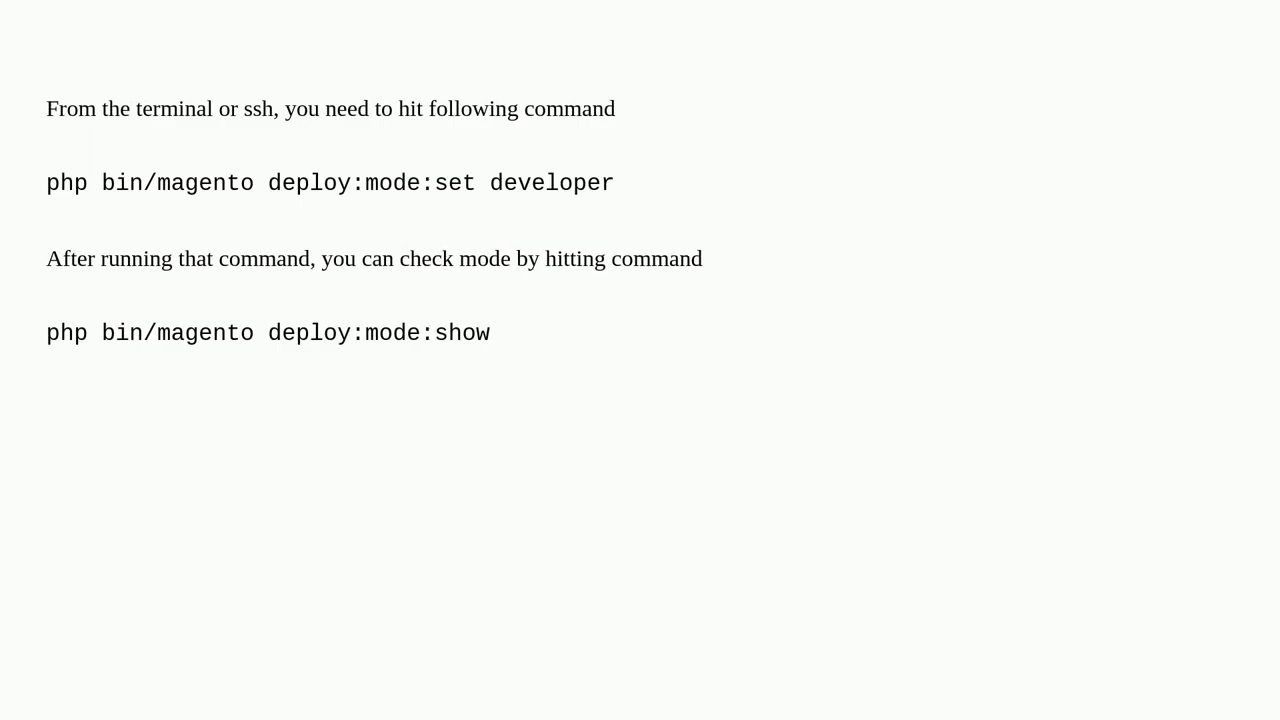 From the terminal or ssh, you need to hit following command
php bin/magento deploy:mode:set developer
After running that command, you can check mode by hitting command
php bin/magento deploy:mode:show